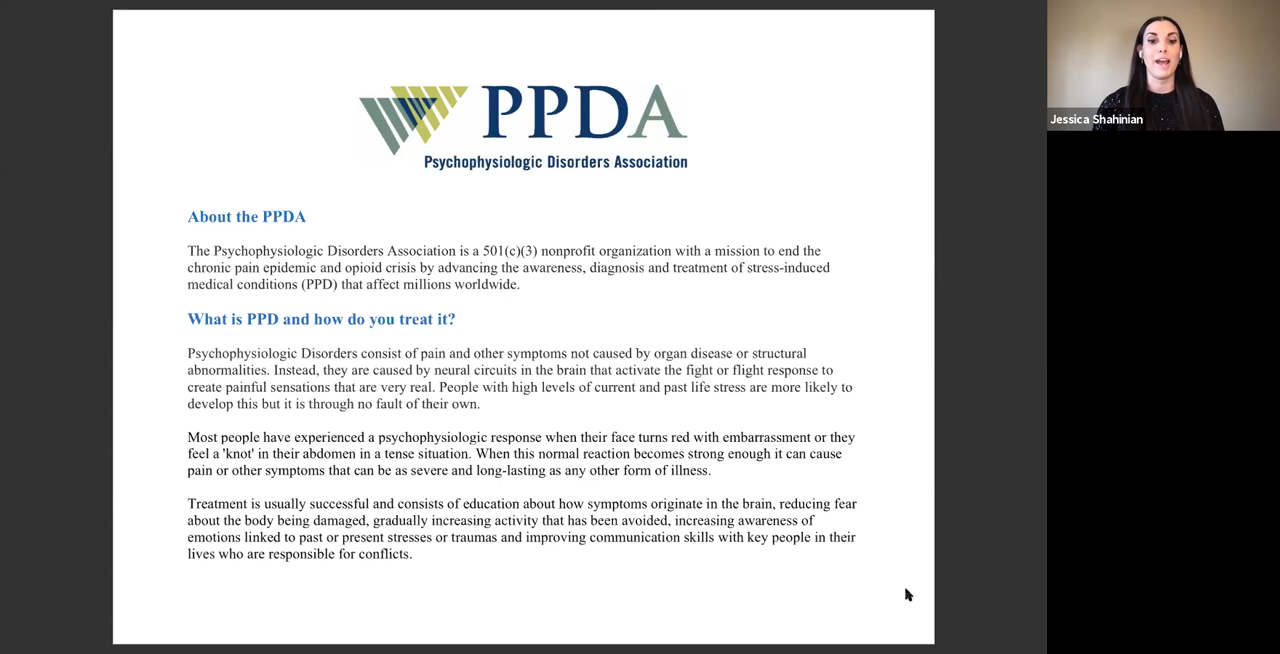 PPDA
Psychophysiologic Disorders Association
Jessica Shahinian
About the PPDA
The Psychophysiologic Disorders Association is a 501(c)(3) nonprofit organization with a mission to end the
chronic pain epidemic and opioid crisis by advancing the awareness, diagnosis and treatment of stress-induced
medical conditions (PPD) that affect millions worldwide.
What is PPD and how do you treat it?
Psychophysiologic Disorders consist of pain and other symptoms not caused by organ disease or structural
abnormalities. Instead, they are caused by neural circuits in the brain that activate the fight or flight response to
create painful sensations that are very real. People with high levels of current and past life stress are more likely to
develop this but it is through no fault of their own.
Most people have experienced a psychophysiologic response when their face turns red with embarrassment or they
feel a 'knot' in their abdomen in a tense situation. When this normal reaction becomes strong enough it can cause
pain or other symptoms that can be as severe and long-lasting as any other form of illness.
Treatment is usually successful and consists of education about how symptoms originate in the brain, reducing fear
about the body being damaged, gradually increasing activity that has been avoided, increasing awareness of
emotions linked to past or present stresses or traumas and improving communication skills with key people in their
lives who are responsible for conflicts.